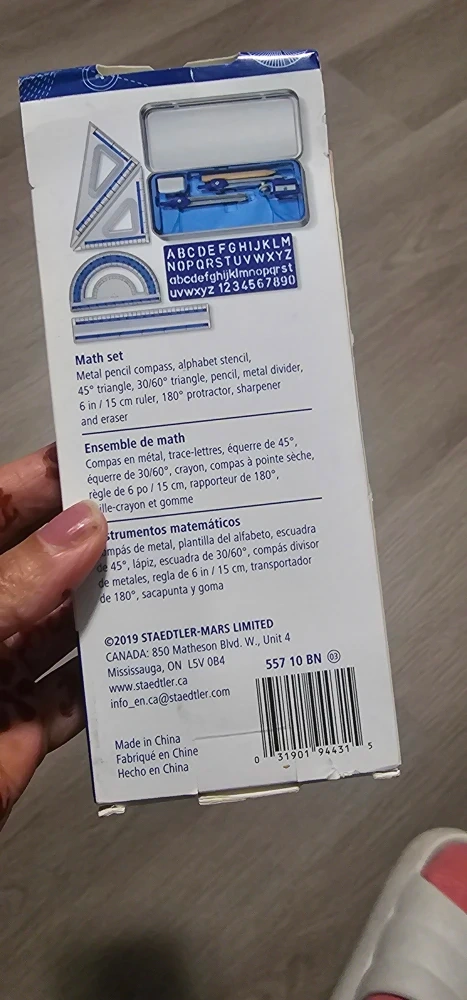 ABCDEFGHIJKLM
NOPQRSTUVWXYZ
abcdefghijklmnopqrst
uvwxyz 1234567890
Math set
Metal pencil compass, alphabet stencil,
45° triangle, 30/60° triangle, pencil, metal divider,
6 in / 15 cm ruler, 180° protractor, sharpener
and eraser
Ensemble de math
Compas en métal, trace-lettres, équerre de 45°,
équerre de 30/60°, crayon, compas à pointe sèche,
règle de 6 po / 15 cm, rapporteur de 180°,
ille-crayon et gomme
strumentos matemáticos
ampás de metal, plantilla del alfabeto, escuadra
de 45°, lápiz, escuadra de 30/60°, compás divisor
de metales, regla de 6 in / 15 cm, transportador
de 180°, sacapunta y goma
©2019 STAEDTLER-MARS LIMITED
CANADA: 850 Matheson Blvd. W., Unit 4
Mississauga, ON L5V 0B4
www.staedtler.ca
info_en.ca@staedtler.com
557 10 BN 03
Made in China
Fabriqué en Chine
Hecho en China
0 31901 94431 5